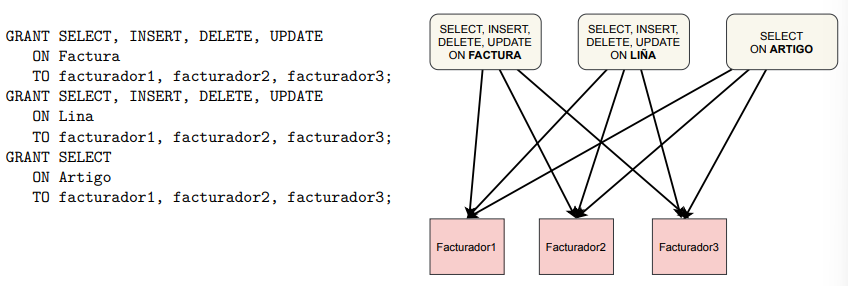 GRANT SELECT, INSERT, DELETE, UPDATE
ON Factura
TO facturador1, facturador2, facturador3;
GRANT SELECT, INSERT, DELETE, UPDATE
ON Lina
TO facturador1, facturador2, facturador3;
GRANT SELECT
ON Artigo
TO facturador1, facturador2, facturador3;
SELECT, INSERT,
DELETE, UPDATE
ON FACTURA
SELECT, INSERT,
DELETE, UPDATE
ON LIÑA
SELECT
ON ARTIGO
Facturador1
Facturador2
Facturador3